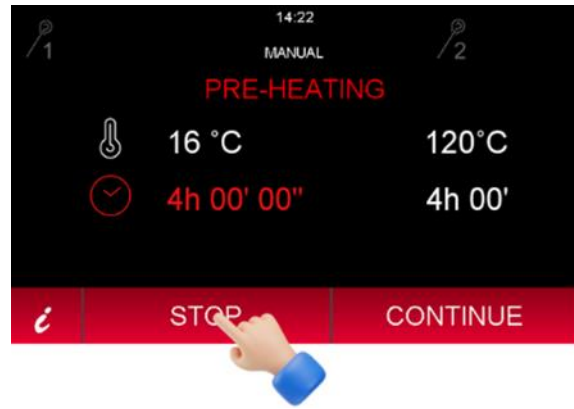 14:22
1
2
MANUAL
PRE-HEATING
16 °C 120°C
4h 00' 00" 4h 00'
i STOP CONTINUE